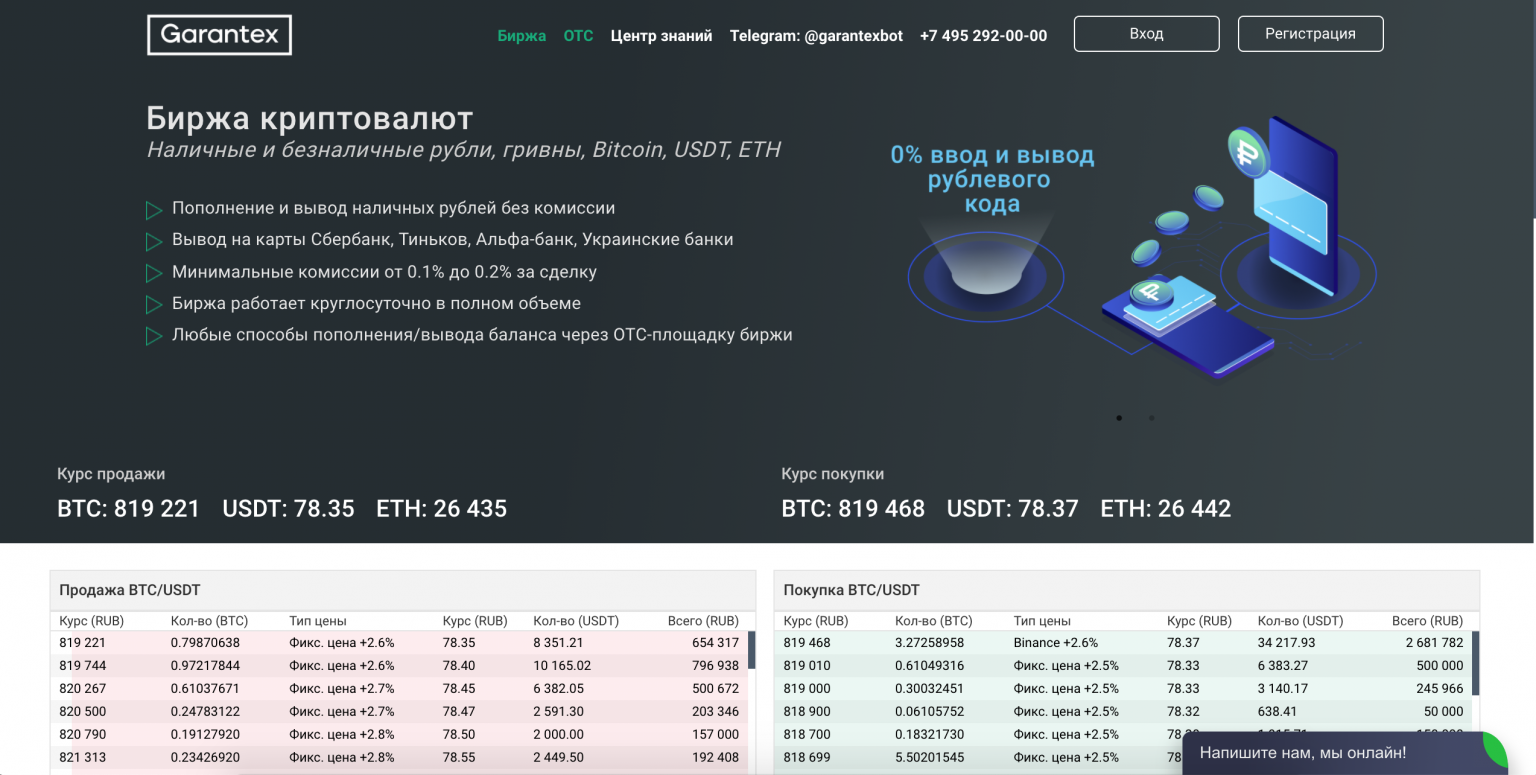 Garantex
Биржа OTC Центр знаний Telegram: @garantexbot +7 495 292-00-00 Вход Регистрация
Биржа криптовалют
Наличные и безналичные рубли, гривны, Bitcoin, USDT, ETH
Пополнение и вывод наличных рублей без комиссии
Вывод на карты Сбербанк, Тиньков, Альфа-банк, Украинские банки
Минимальные комиссии от 0.1% до 0.2% за сделку
Биржа работает круглосуточно в полном объеме
Любые способы пополнения/вывода баланса через OTC-площадку биржи
0% ввод и вывод
рублевого
кода
Курс продажи
BTC: 819 221 USDT: 78.35 ETH: 26 435
Курс покупки
BTC: 819 468 USDT: 78.37 ETH: 26 442
Продажа BTC/USDT
Курс (RUB) Кол-во (BTC) Тип цены Курс (RUB) Кол-во (USDT) Всего (RUB)
819 221 0.79870638 Фикс. цена +2.6% 78.35 8 351.21 654 317
819 744 0.97217844 Фикс. цена +2.6% 78.40 10 165.02 796 938
820 267 0.61037671 Фикс. цена +2.7% 78.45 6 382.05 500 672
820 500 0.24783122 Фикс. цена +2.7% 78.47 2 591.30 203 346
820 790 0.19127920 Фикс. цена +2.8% 78.50 2 000.00 157 000
821 313 0.23426920 Фикс. цена +2.8% 78.55 2 449.50 192 408
Покупка BTC/USDT
Курс (RUB) Кол-во (BTC) Тип цены Курс (RUB) Кол-во (USDT) Всего (RUB)
819 468 3.27258958 Binance +2.6% 78.37 34 217.93 2 681 782
819 010 0.61049316 Фикс. цена +2.5% 78.33 6 383.27 500 000
819 000 0.30032451 Фикс. цена +2.5% 78.33 3 140.17 245 966
818 900 0.06105752 Фикс. цена +2.5% 78.32 638.41 50 000
818 700 0.18321730 Фикс. цена +2.5%
818 699 5.50201545 Фикс. цена +2.5% 78
Напишите нам, мы онлайн!